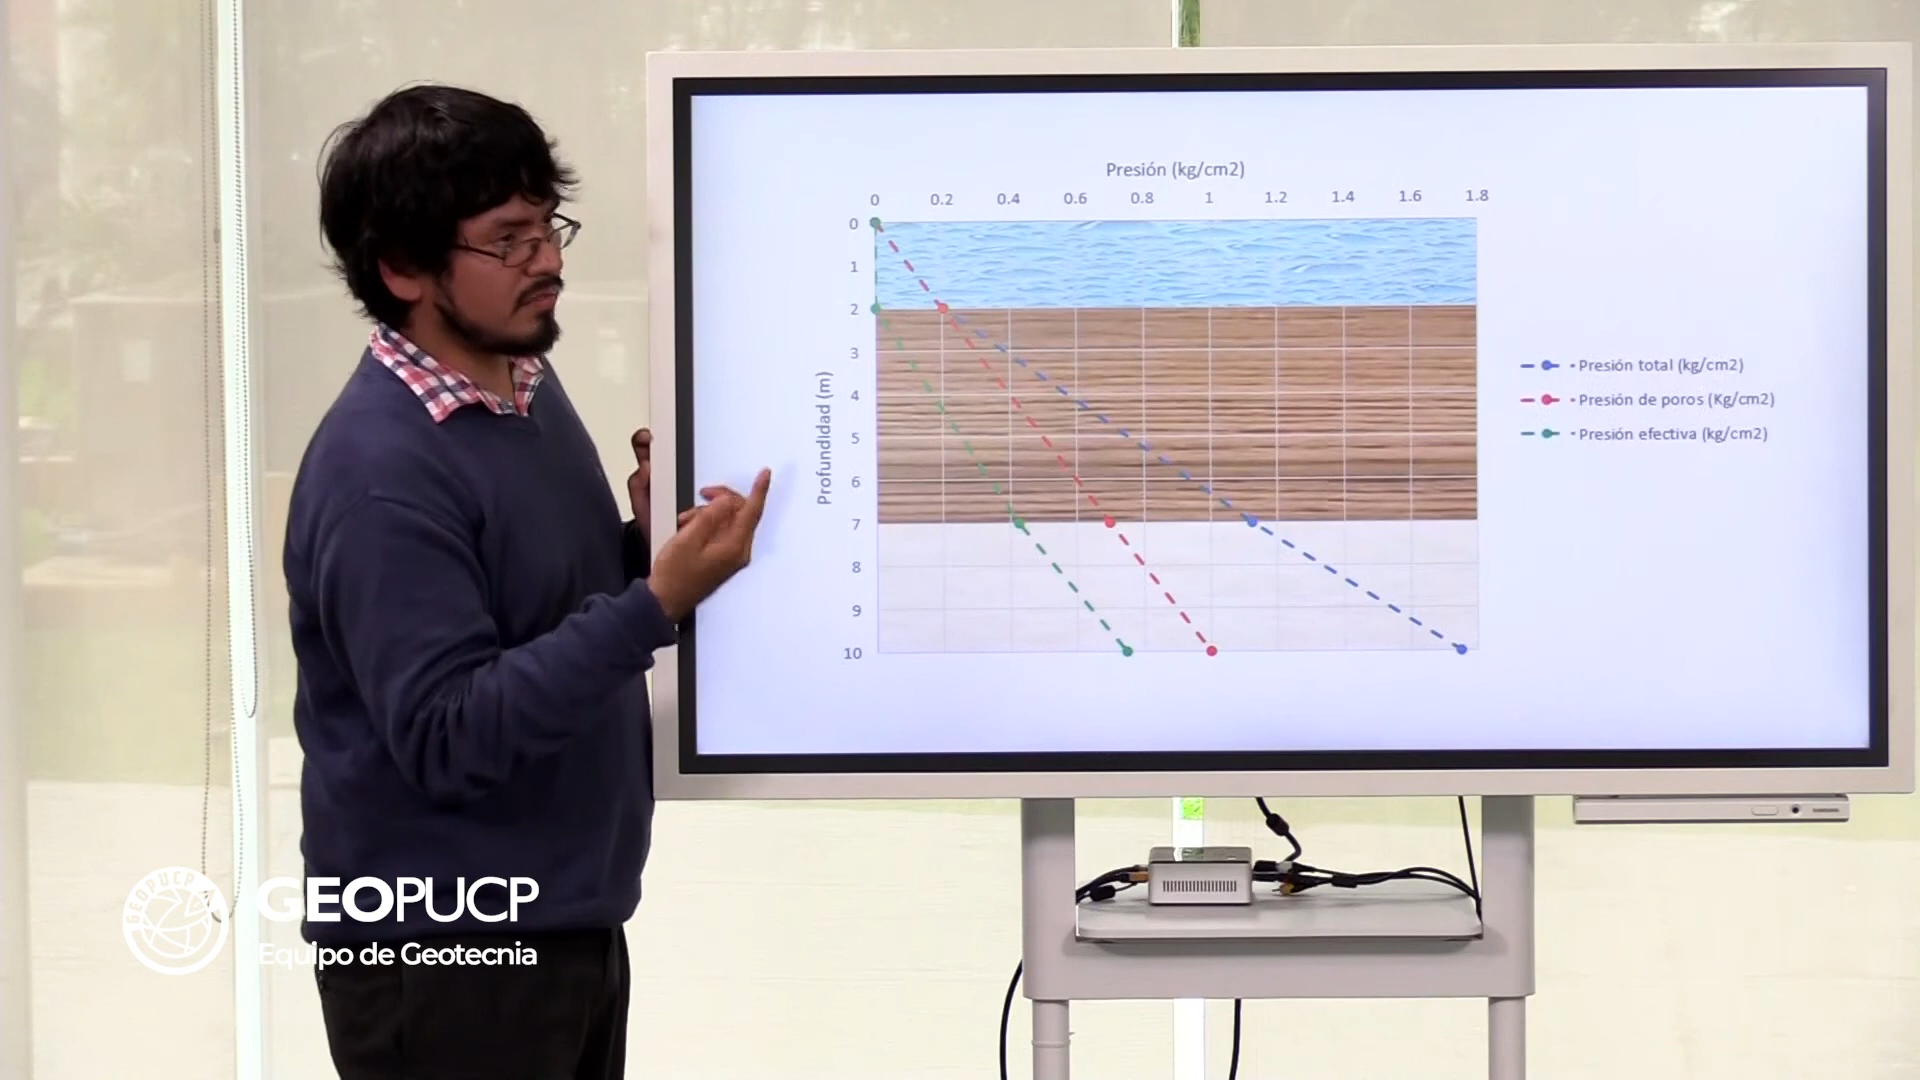 Presión (kg/cm2)
0 0.2 0.4 0.6 0.8 1 1.2 1.4 1.6 1.8
0
1
2
3
4
5
6
7
8
9
10
Profundidad (m)
Presión total (kg/cm2)
Presión de poros (Kg/cm2)
Presión efectiva (kg/cm2)
GEOPUCP
GEOPUCP
Equipo de Geotecnia